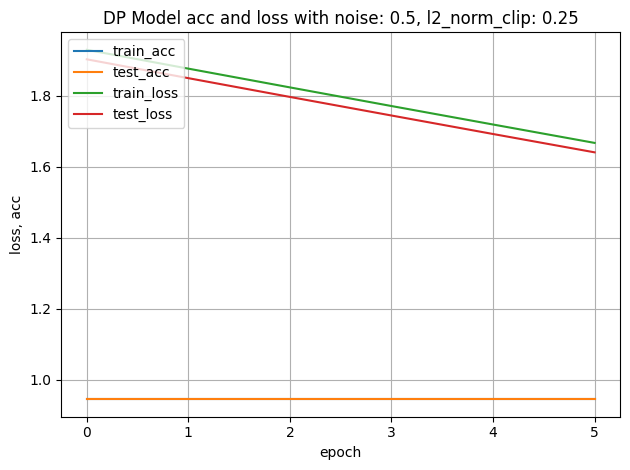 DP Model acc and loss with noise: 0.5, l2_norm_clip: 0.25
train_acc
test_acc
train_loss
test_loss
loss, acc
1.8
1.6
1.4
1.2
1.0
0 1 2 3 4 5
epoch